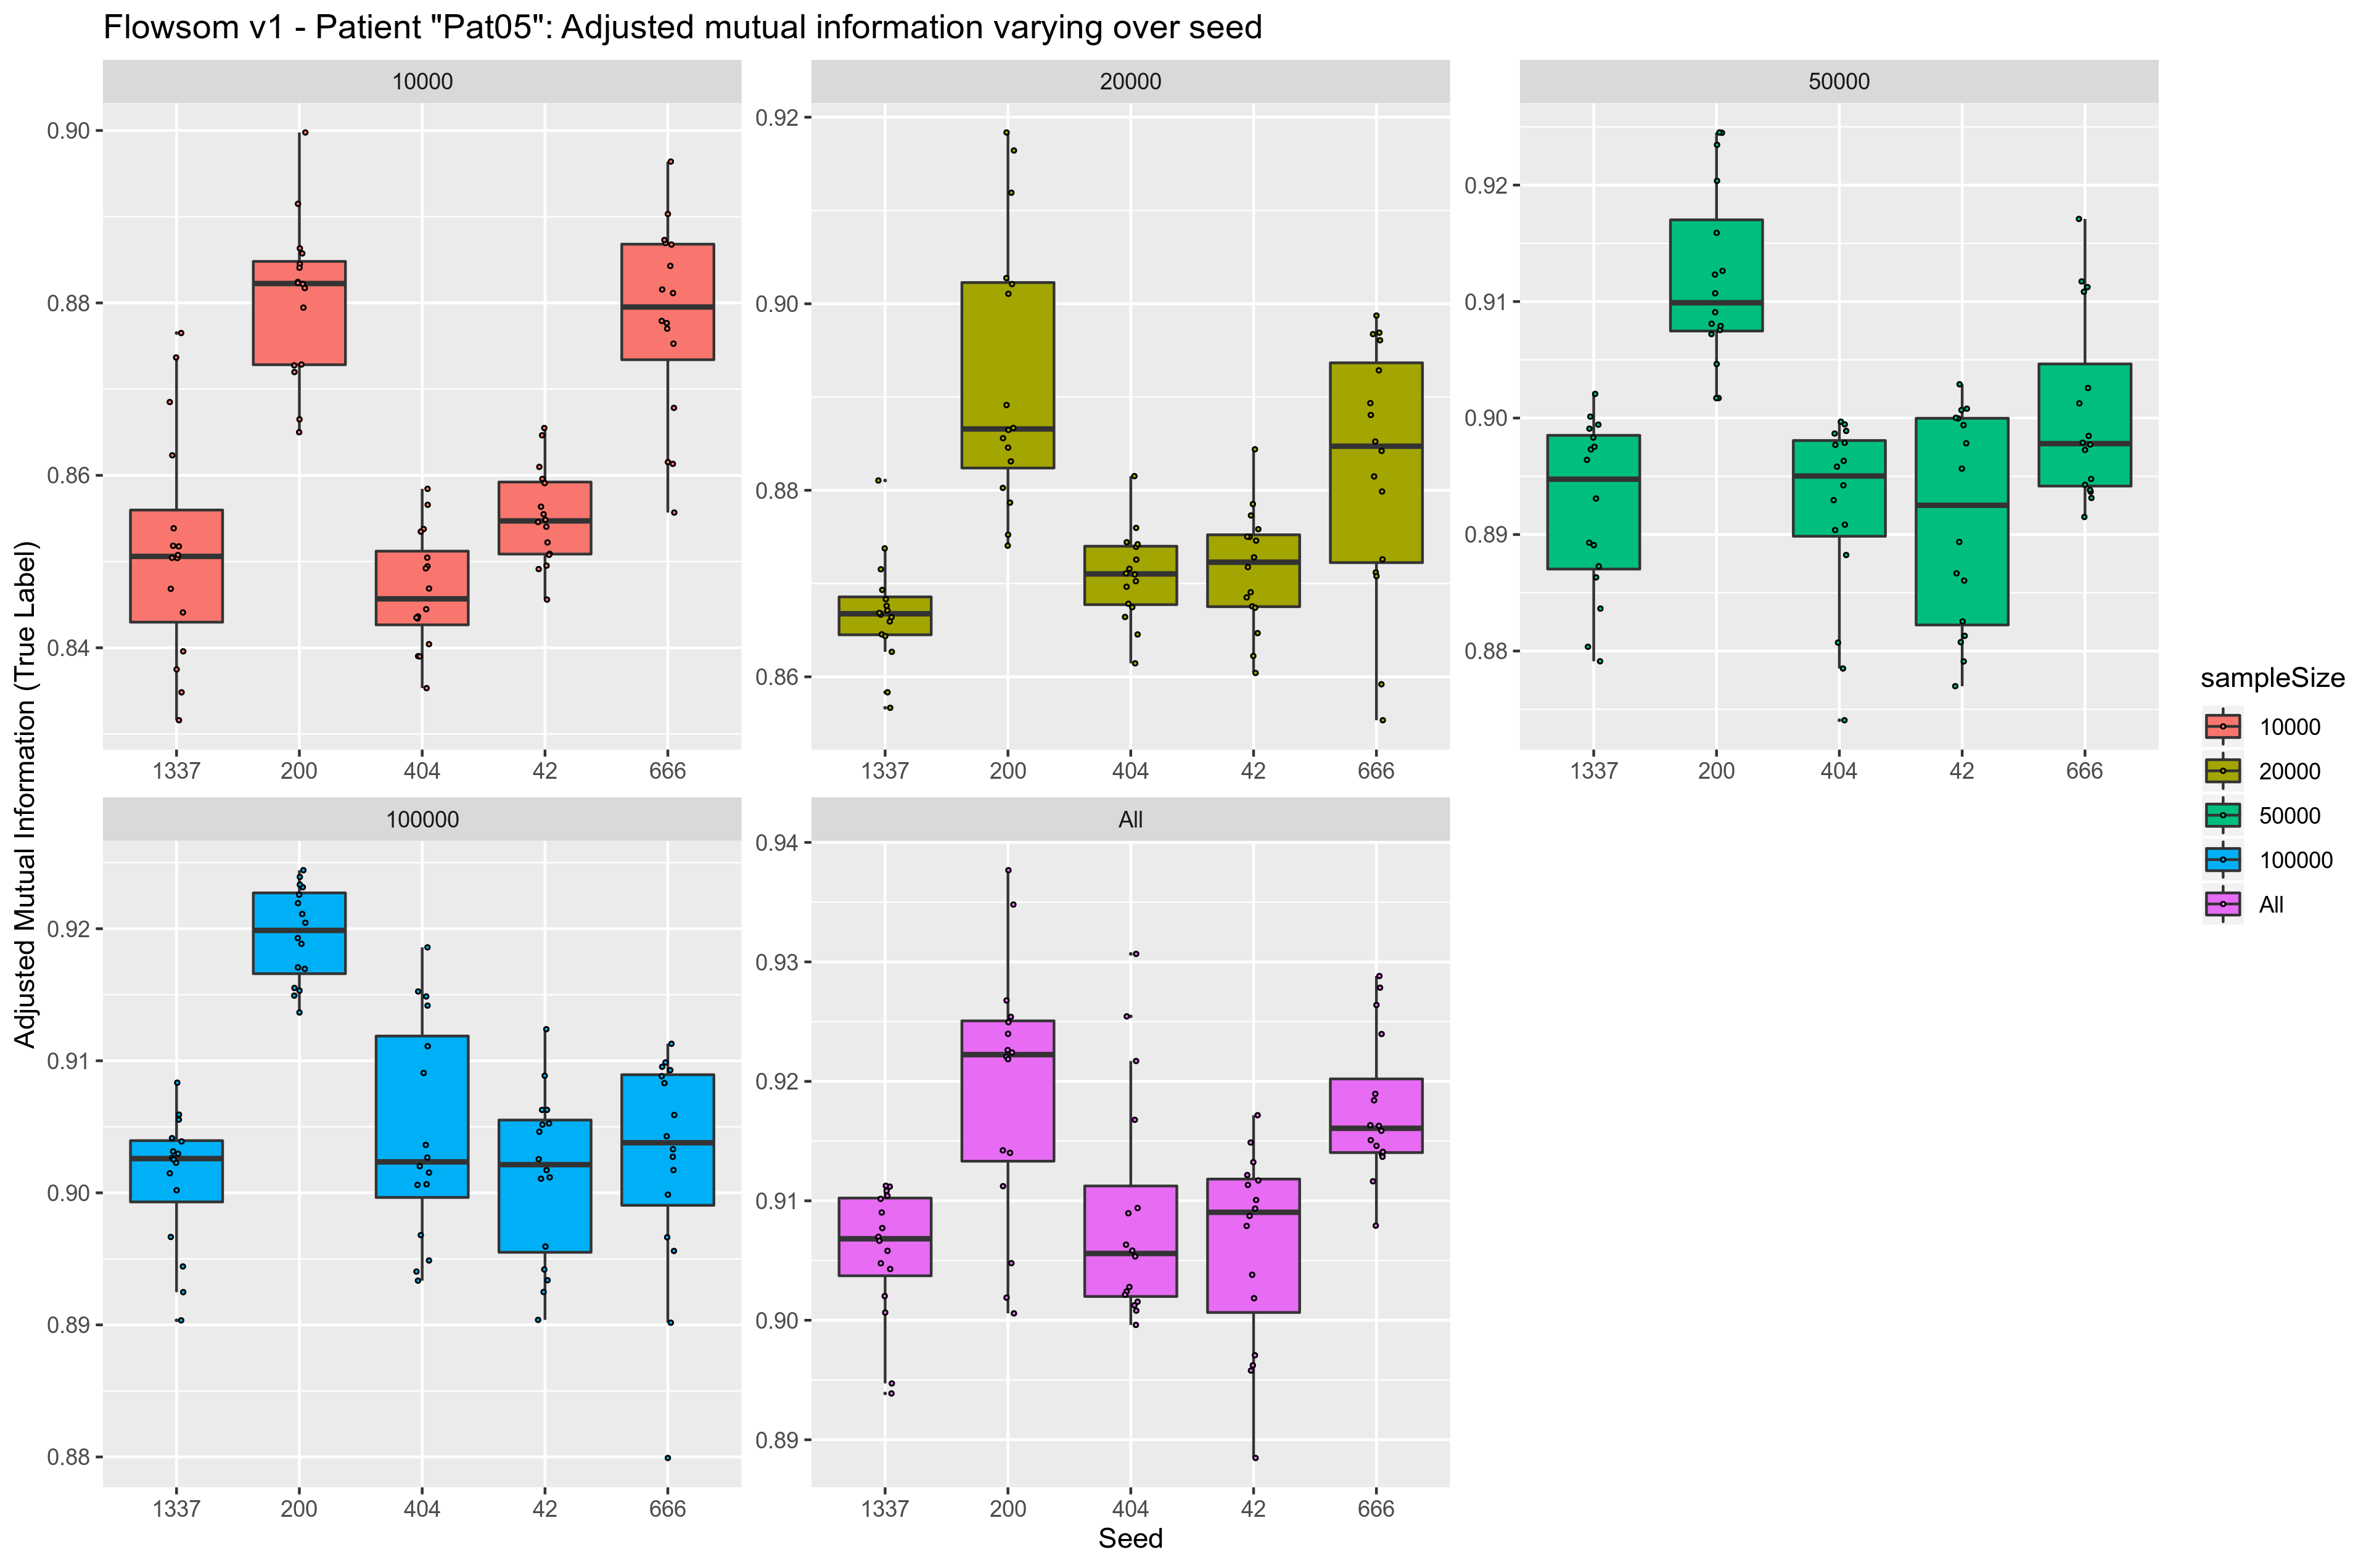 Flowsom v1 - Patient "Pat05": Adjusted mutual information varying over seed
10000
20000
50000
0.90
0.88
0.86
0.84
0.92
0.90
0.88
0.86
0.92
0.91
0.90
0.89
0.88
1337 200 404 42 666
1337 200 404 42 666
1337 200 404 42 666
100000
All
0.92
0.91
0.90
0.89
0.88
0.94
0.93
0.92
0.91
0.90
0.89
1337 200 404 42 666
1337 200 404 42 666
Adjusted Mutual Information (True Label)
Seed
sampleSize
10000
20000
50000
100000
All